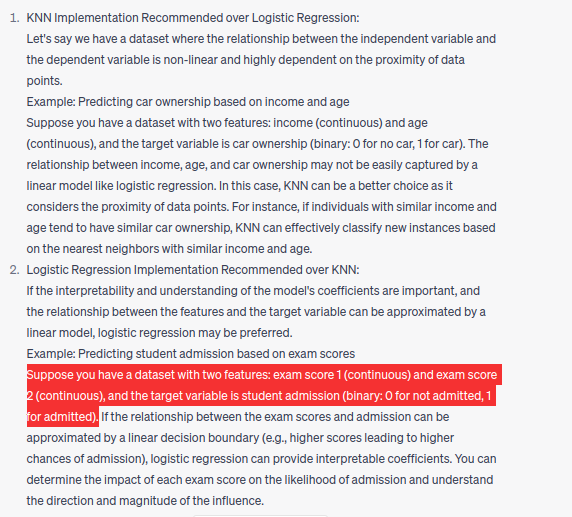 1. KNN Implementation Recommended over Logistic Regression:
Let's say we have a dataset where the relationship between the independent variable and
the dependent variable is non-linear and highly dependent on the proximity of data
points.
Example: Predicting car ownership based on income and age
Suppose you have a dataset with two features: income (continuous) and age
(continuous), and the target variable is car ownership (binary: 0 for no car, 1 for car). The
relationship between income, age, and car ownership may not be easily captured by a
linear model like logistic regression. In this case, KNN can be a better choice as it
considers the proximity of data points. For instance, if individuals with similar income and
age tend to have similar car ownership, KNN can effectively classify new instances based
on the nearest neighbors with similar income and age.
2. Logistic Regression Implementation Recommended over KNN:
If the interpretability and understanding of the model's coefficients are important, and
the relationship between the features and the target variable can be approximated by a
linear model, logistic regression may be preferred.
Example: Predicting student admission based on exam scores
Suppose you have a dataset with two features: exam score 1 (continuous) and exam score
2 (continuous), and the target variable is student admission (binary: 0 for not admitted, 1
for admitted). If the relationship between the exam scores and admission can be
approximated by a linear decision boundary (e.g., higher scores leading to higher
chances of admission), logistic regression can provide interpretable coefficients. You can
determine the impact of each exam score on the likelihood of admission and understand
the direction and magnitude of the influence.